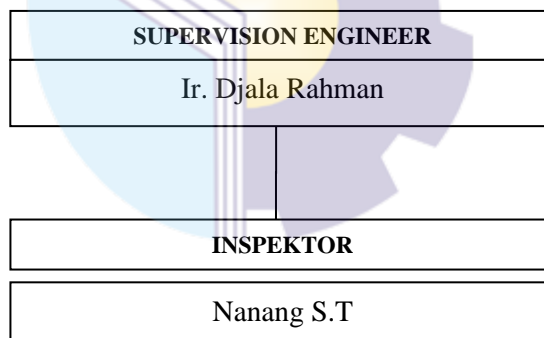 SUPERVISION ENGINEER
Ir. Djala Rahman
INSPEKTOR
Nanang S.T